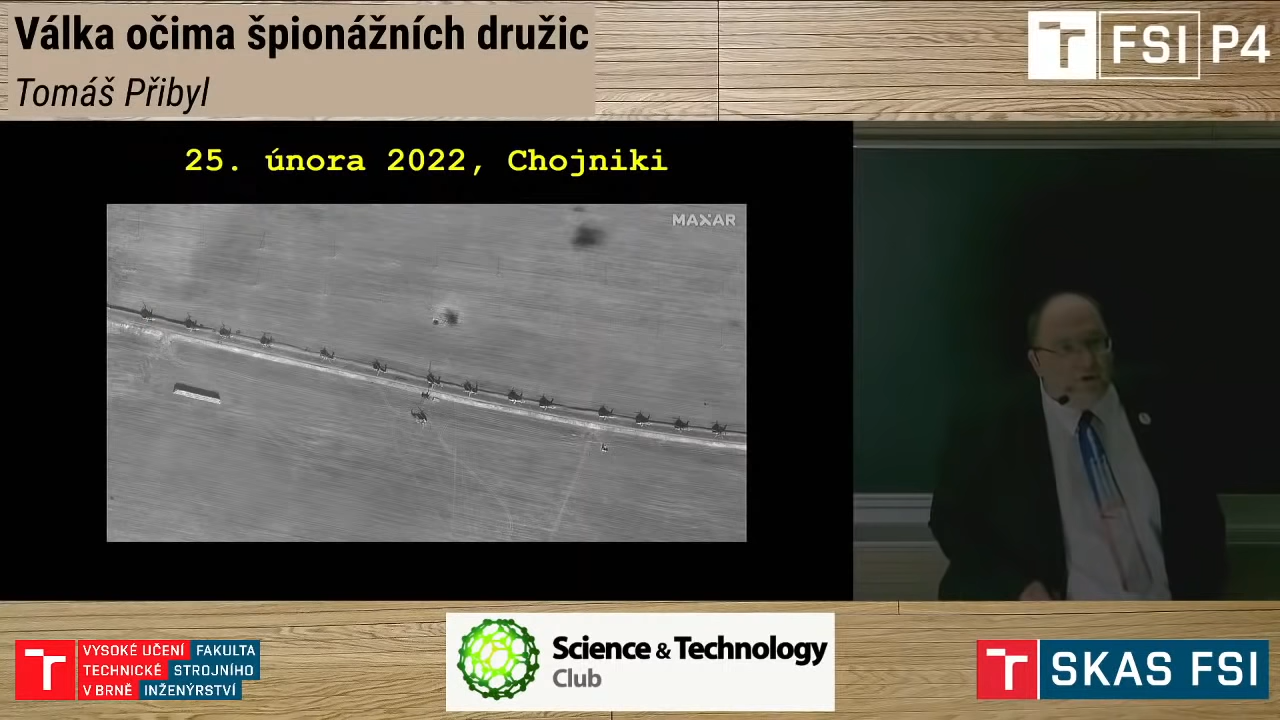 Válka očima špionážních družic
Tomáš Přibyl
FSI P4
25. února 2022, Chojniki
MAXAR
VYSOKÉ UČENÍ FAKULTA
TECHNICKÉ STROJNÍHO
V BRNĚ INŽENÝRSTVÍ
Science & Technology
Club
SKAS FSI